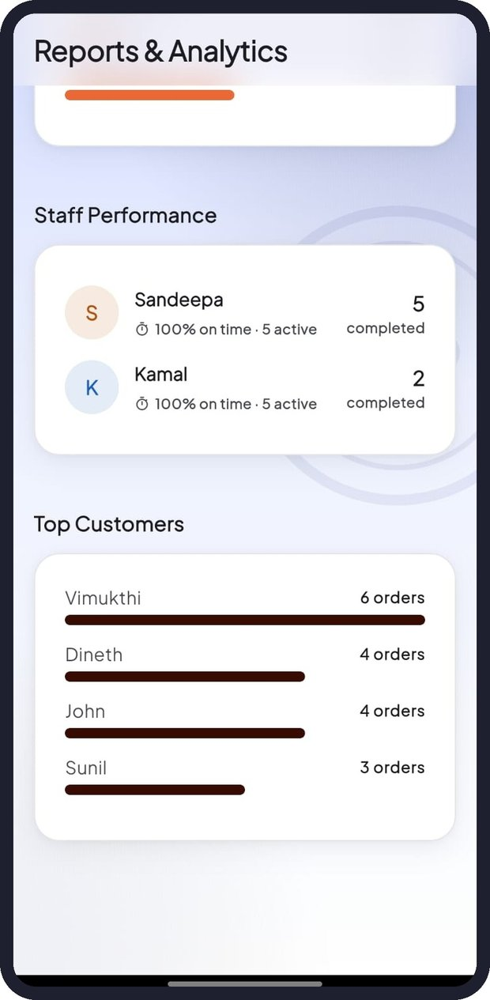 Reports & Analytics
Staff Performance
S
Sandeepa
100% on time · 5 active
5
completed
K
Kamal
100% on time · 5 active
2
completed
Top Customers
Vimukthi 6 orders
Dineth 4 orders
John 4 orders
Sunil 3 orders